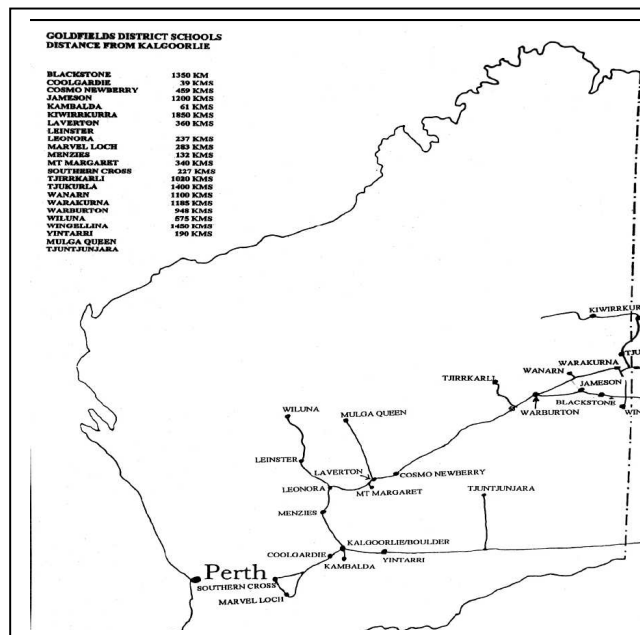 GOLDFIELDS DISTRICT SCHOOLS
DISTANCE FROM KALGOORLIE
BLACKSTONE 1350 KM
COOLGARDIE 39 KMS
COSMO NEWBERRY 459 KMS
JAMESON 1200 KMS
KAMBALDA 61 KMS
KIWIRRKURRA 1850 KMS
LAVERTON 360 KMS
LEINSTER
LEONORA 237 KMS
MARVEL LOCH 283 KMS
MENZIES 132 KMS
MT MARGARET 340 KMS
SOUTHERN CROSS 227 KMS
TJIRRKARLI 1020 KMS
TJUKURLA 1400 KMS
WANARN 1100 KMS
WARAKURNA 1185 KMS
WARBURTON 948 KMS
WILUNA 575 KMS
WINGELLINA 1450 KMS
YINTARRI 190 KMS
MULGA QUEEN
TJUNTJUNJARA
KIWIRRKUR
TJU
WARAKURNA
WANARN
TJIRRKARLI
JAMESON
BLACKSTONE
WIN
WARBURTON
WILUNA
MULGA QUEEN
LEINSTER
LAVERTON
COSMO NEWBERRY
LEONORA
MT MARGARET
TJUNTJUNJARA
MENZIES
KALGOORLIE/BOULDER
COOLGARDIE
KAMBALDA
YINTARRI
Perth
SOUTHERN CROSS
MARVEL LOCH